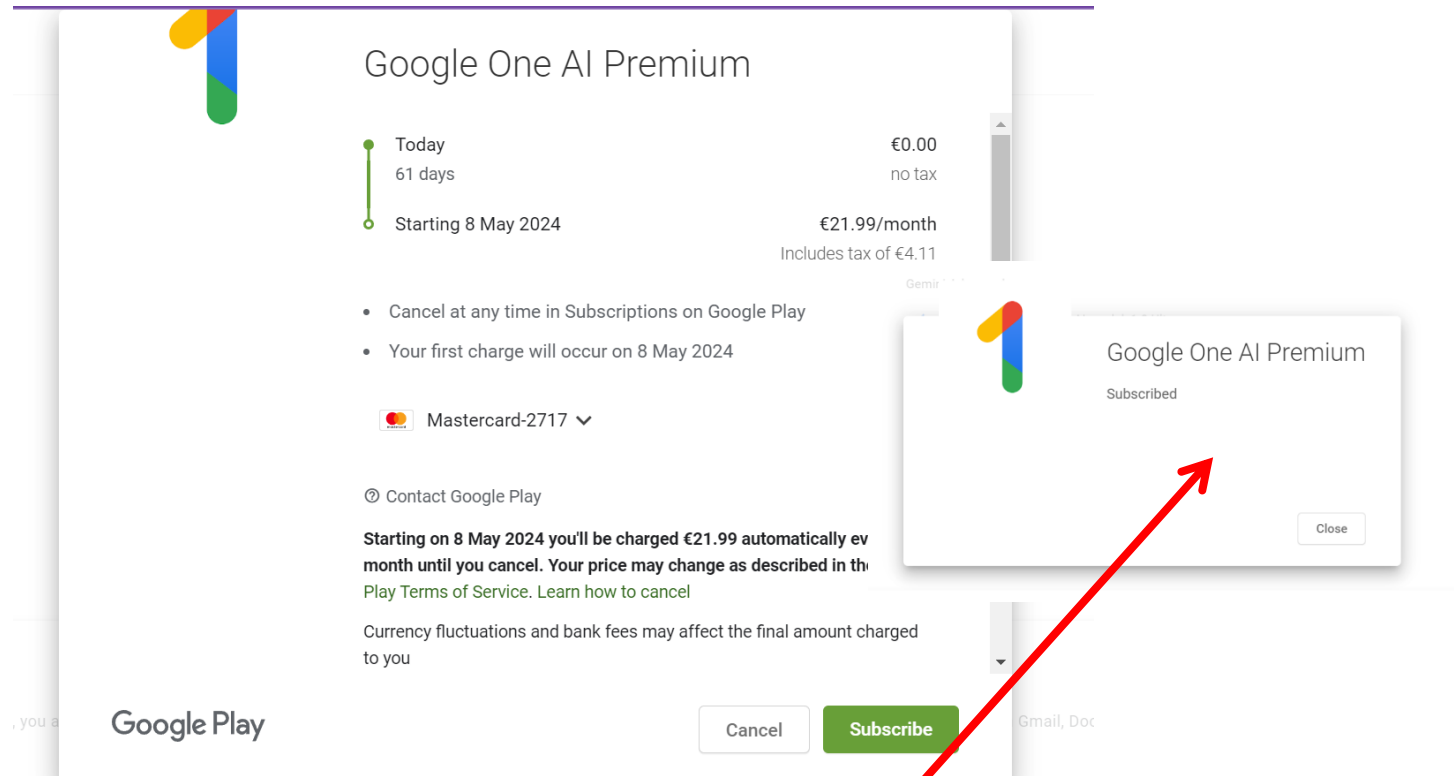 Google One AI Premium
Today
€0.00
61 days
no tax
Starting 8 May 2024
€21.99/month
Includes tax of €4.11
Cancel at any time in Subscriptions on Google Play
Your first charge will occur on 8 May 2024
Mastercard-2717
Contact Google Play
Starting on 8 May 2024 you'll be charged €21.99 automatically
month until you cancel. Your price may change as described in
Play Terms of Service. Learn how to cancel
Currency fluctuations and bank fees may affect the final amount charged
to you
, you a
Google Play
Cancel
Subscribe
Gmail, Doc
Google One AI Premium
Subscribed
Close